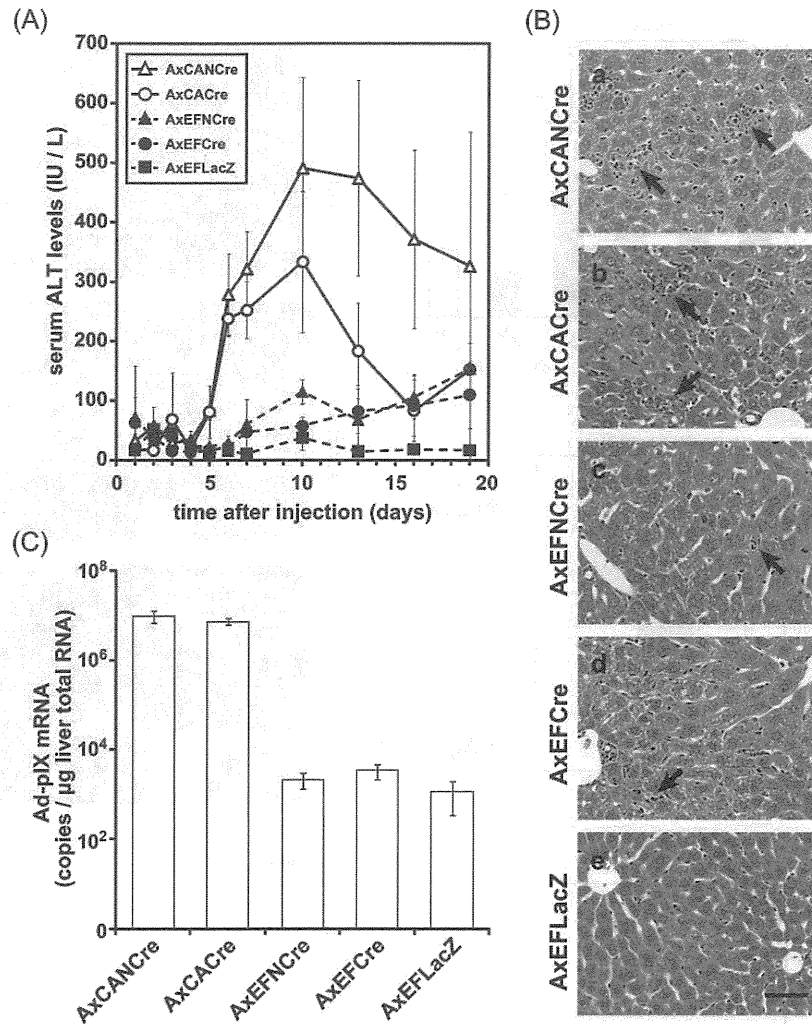 (A)
700
600
500
400
300
200
100
0
serum ALT levels (IU / L)
AxCANCre
AxCACre
AxEFNCre
AxEFCre
AxEFLacZ
0
5
10
15
20
time after injection (days)
(B)
AxCANCre
a
AxCACre
b
AxEFNCre
c
AxEFCre
d
AxEFLacZ
e
(C)
10⁸
10⁶
10⁴
10²
0
Ad-pIX mRNA
(copies / µg liver total RNA)
AxCANCre
AxCACre
AxEFNCre
AxEFCre
AxEFLacZ